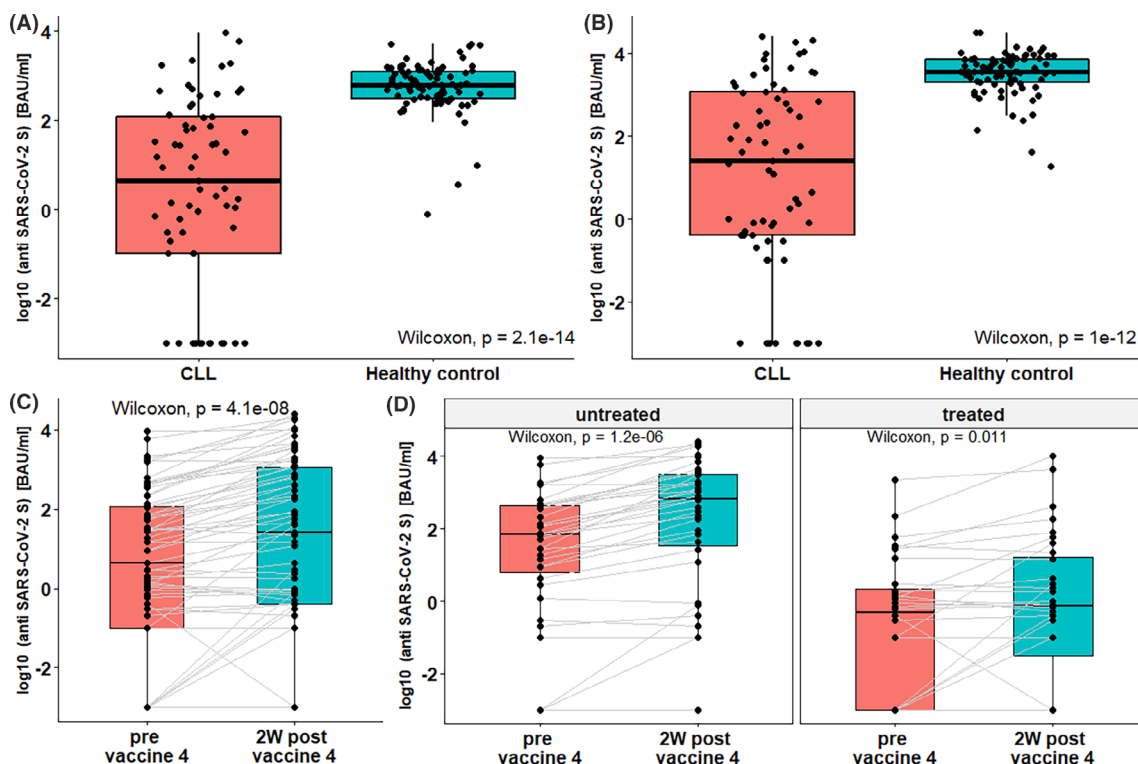 (A)
log10 (anti SARS-CoV-2 S) [BAU/ml]
4
2
0
-2
Wilcoxon, p = 2.1e-14
CLL
Healthy control
(B)
log10 (anti SARS-CoV-2 S) [BAU/ml]
4
2
0
-2
Wilcoxon, p = 1e-12
CLL
Healthy control
(C)
log10 (anti SARS-CoV-2 S) [BAU/ml]
4
2
0
-2
Wilcoxon, p = 4.1e-08
pre
vaccine 4
2W post
vaccine 4
(D)
log10 (anti SARS-CoV-2 S) [BAU/ml]
4
2
0
-2
untreated
Wilcoxon, p = 1.2e-06
pre
vaccine 4
2W post
vaccine 4
treated
Wilcoxon, p = 0.011
pre
vaccine 4
2W post
vaccine 4